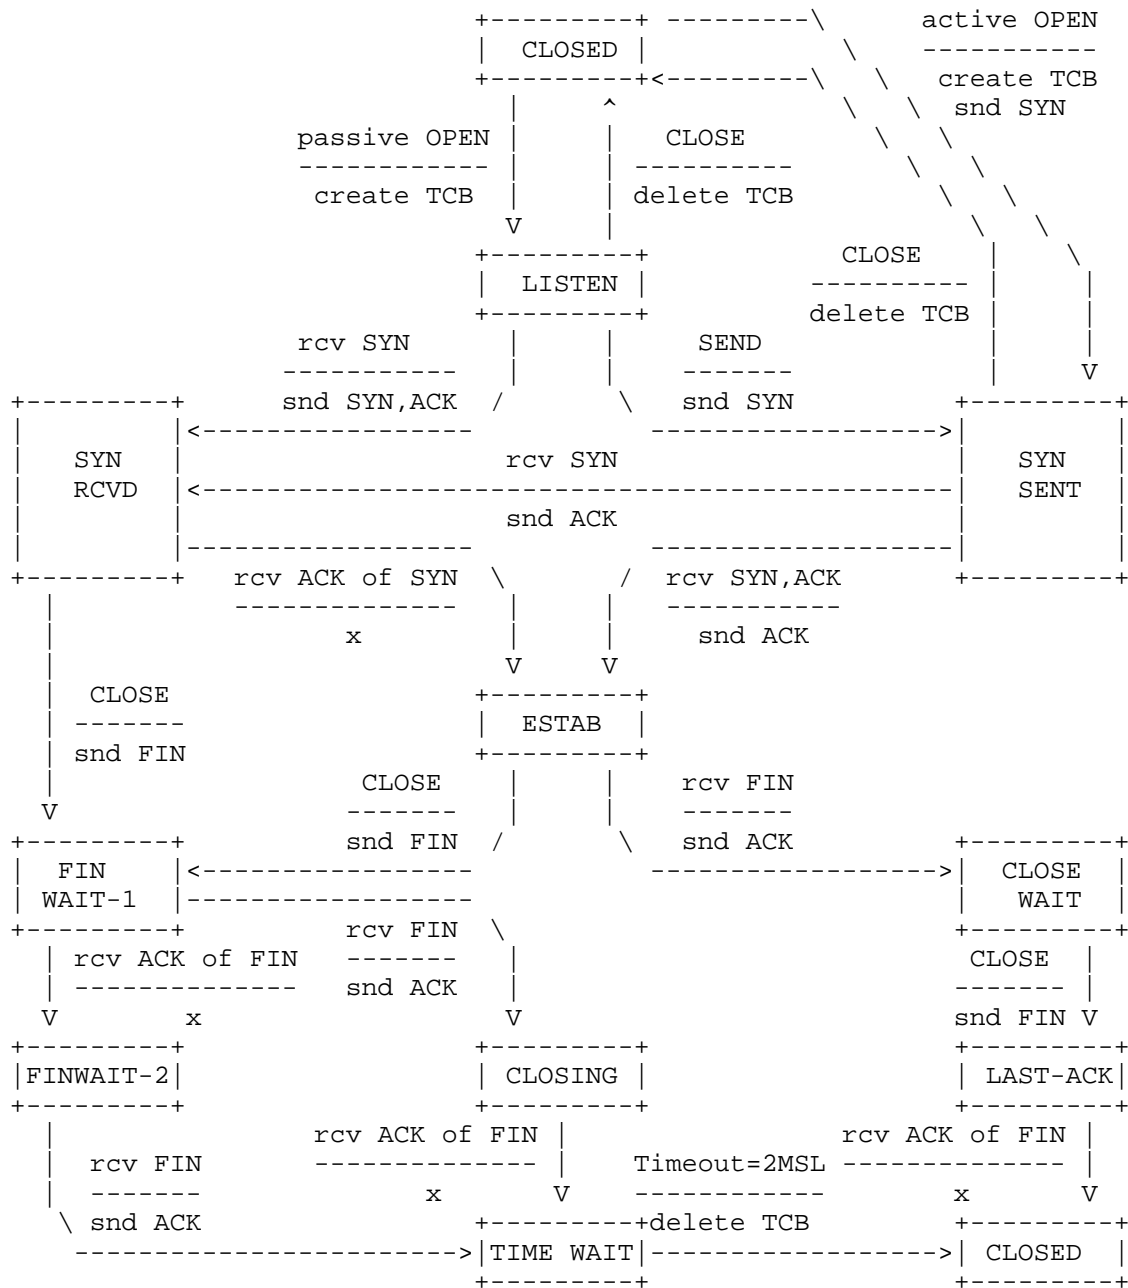 active OPEN
CLOSED
create TCB
snd SYN
passive OPEN CLOSE
create TCB delete TCB
V
CLOSE
LISTEN
delete TCB
rcv SYN SEND
V
snd SYN,ACK snd SYN
SYN rcv SYN SYN
RCVD SENT
snd ACK
rcv ACK of SYN rcv SYN,ACK
x snd ACK
V V
CLOSE
ESTAB
snd FIN
CLOSE rcv FIN
V
snd FIN snd ACK
FIN CLOSE
WAIT-1 WAIT
rcv FIN
rcv ACK of FIN CLOSE
snd ACK
V x V snd FIN V
FINWAIT-2 CLOSING LAST-ACK
rcv ACK of FIN rcv ACK of FIN
rcv FIN Timeout=2MSL
x V x V
snd ACK delete TCB
TIME WAIT CLOSED